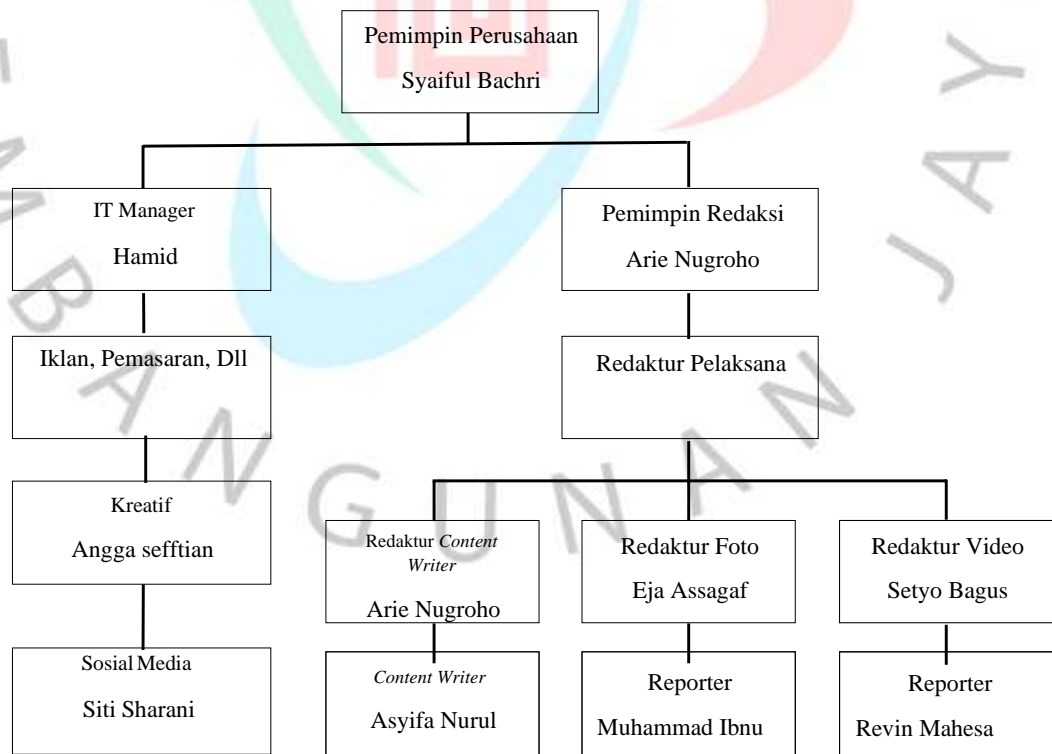 Pemimpin Perusahaan
Syaiful Bachri
IT Manager
Hamid
Pemimpin Redaksi
Arie Nugroho
Iklan, Pemasaran, Dll
Redaktur Pelaksana
Kreatif
Angga sefftian
Redaktur Content
Writer
Arie Nugroho
Redaktur Foto
Eja Assagaf
Redaktur Video
Setyo Bagus
Sosial Media
Siti Sharani
Content Writer
Asyifa Nurul
Reporter
Muhammad Ibnu
Reporter
Revin Mahesa
MBANGUNAN JAY